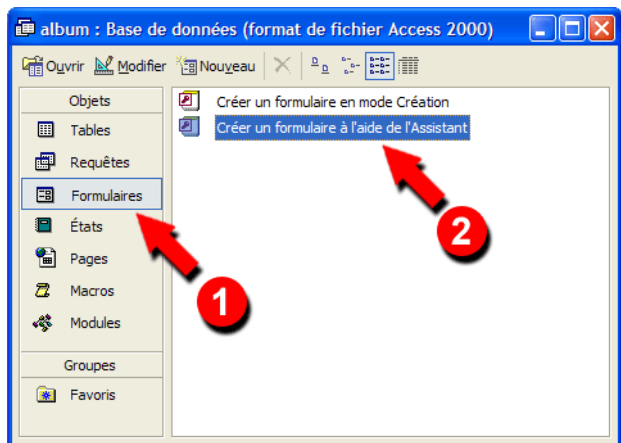 album : Base de données (format de fichier Access 2000)
Ouvrir Modifier Nouveau
Objets
Tables
Requêtes
Formulaires
États
Pages
Macros
Modules
Groupes
Favoris
Créer un formulaire en mode Création
Créer un formulaire à l'aide de l'Assistant
1
2